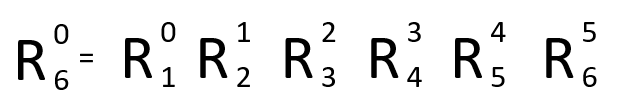 R⁰₆ = R⁰₁ R¹₂ R²₃ R³₄ R⁴₅ R⁵₆